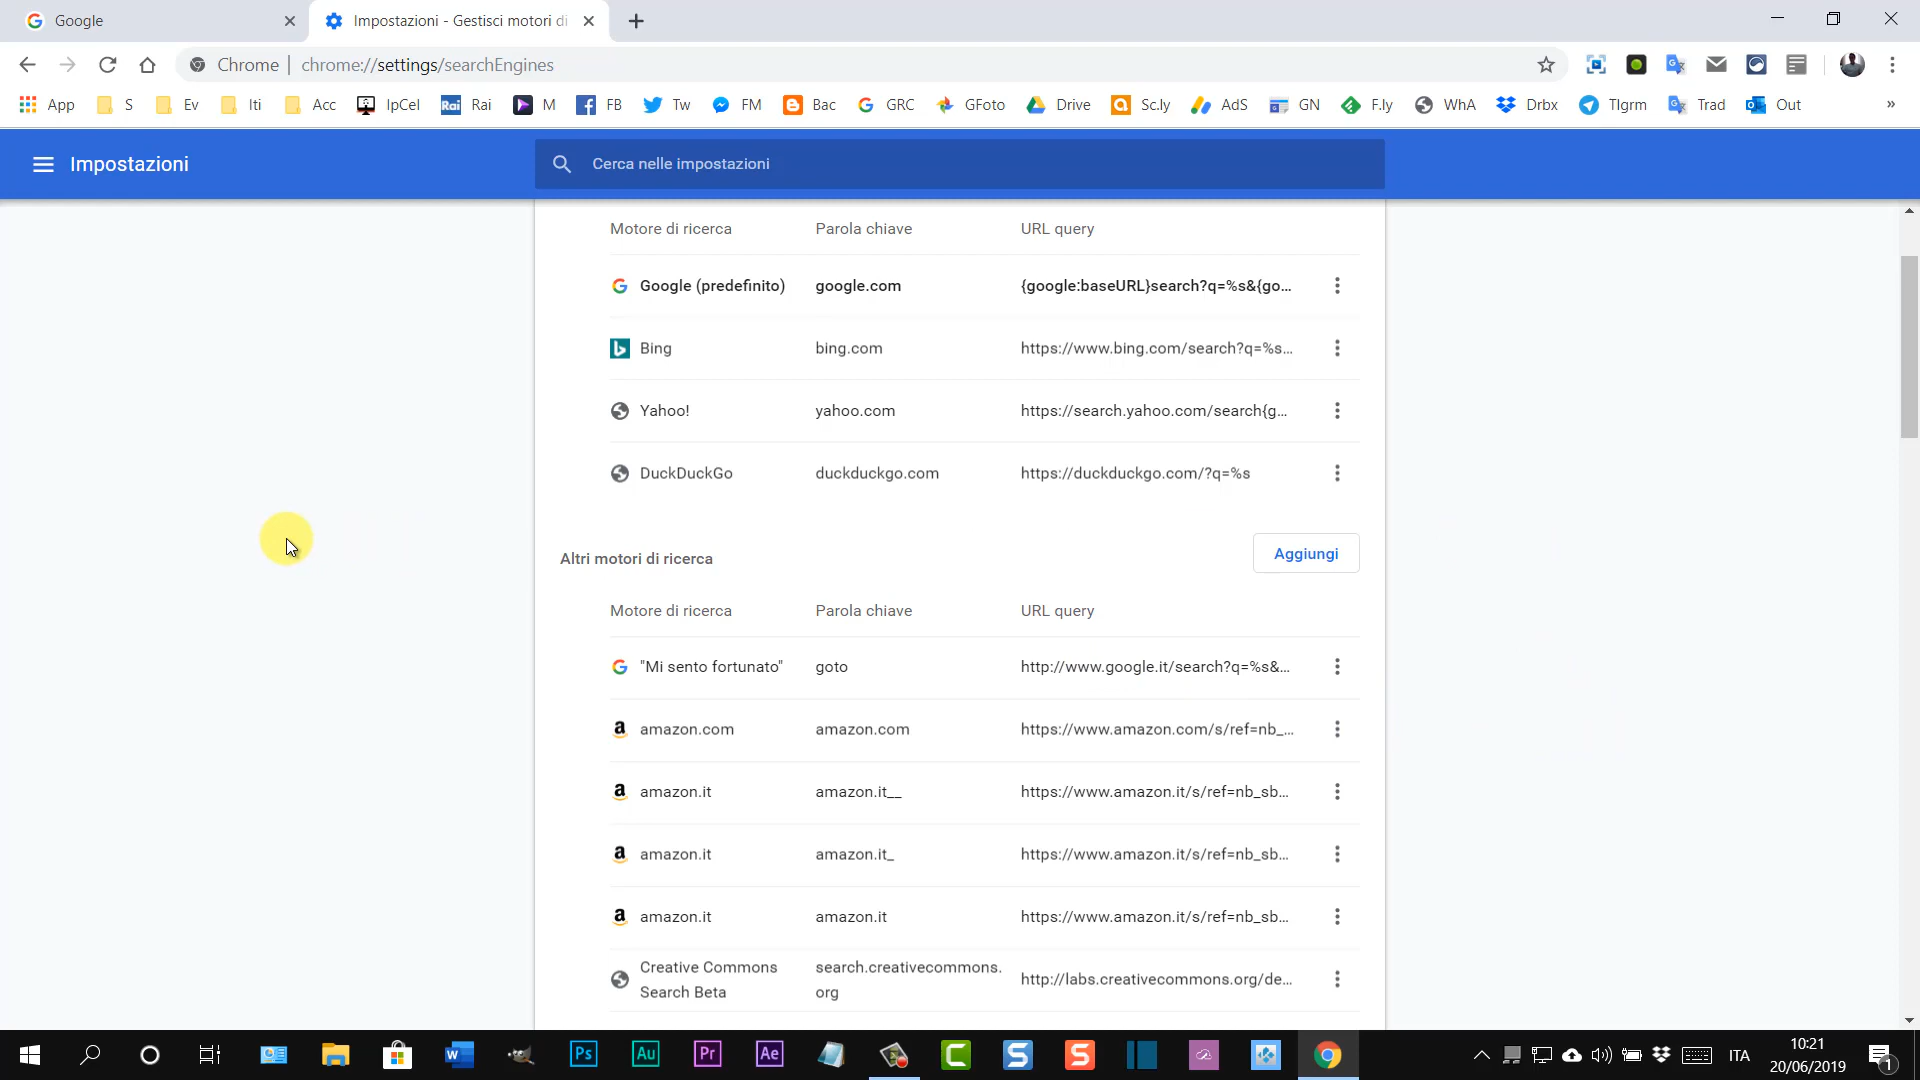 Google
Impostazioni - Gestisci motori di
Chrome | chrome://settings/searchEngines
App S Ev Iti Acc IpCel Rai Rai M FB Tw FM Bac GRC GFoto Drive Sc.ly AdS GN F.ly WhA Drbx Tlgrm Trad Out »
Impostazioni
Cerca nelle impostazioni
Motore di ricerca Parola chiave URL query
Google (predefinito) google.com {google:baseURL}search?q=%s&{go...
Bing bing.com https://www.bing.com/search?q=%s...
Yahoo! yahoo.com https://search.yahoo.com/search{g...
DuckDuckGo duckduckgo.com https://duckduckgo.com/?q=%s
Altri motori di ricerca
Aggiungi
Motore di ricerca Parola chiave URL query
"Mi sento fortunato" goto http://www.google.it/search?q=%s&...
amazon.com amazon.com https://www.amazon.com/s/ref=nb_...
amazon.it amazon.it__ https://www.amazon.it/s/ref=nb_sb...
amazon.it amazon.it_ https://www.amazon.it/s/ref=nb_sb...
amazon.it amazon.it https://www.amazon.it/s/ref=nb_sb...
Creative Commons Search Beta search.creativecommons.org http://labs.creativecommons.org/de...
Ps Au Pr Ae
ITA
10:21
20/06/2019
1